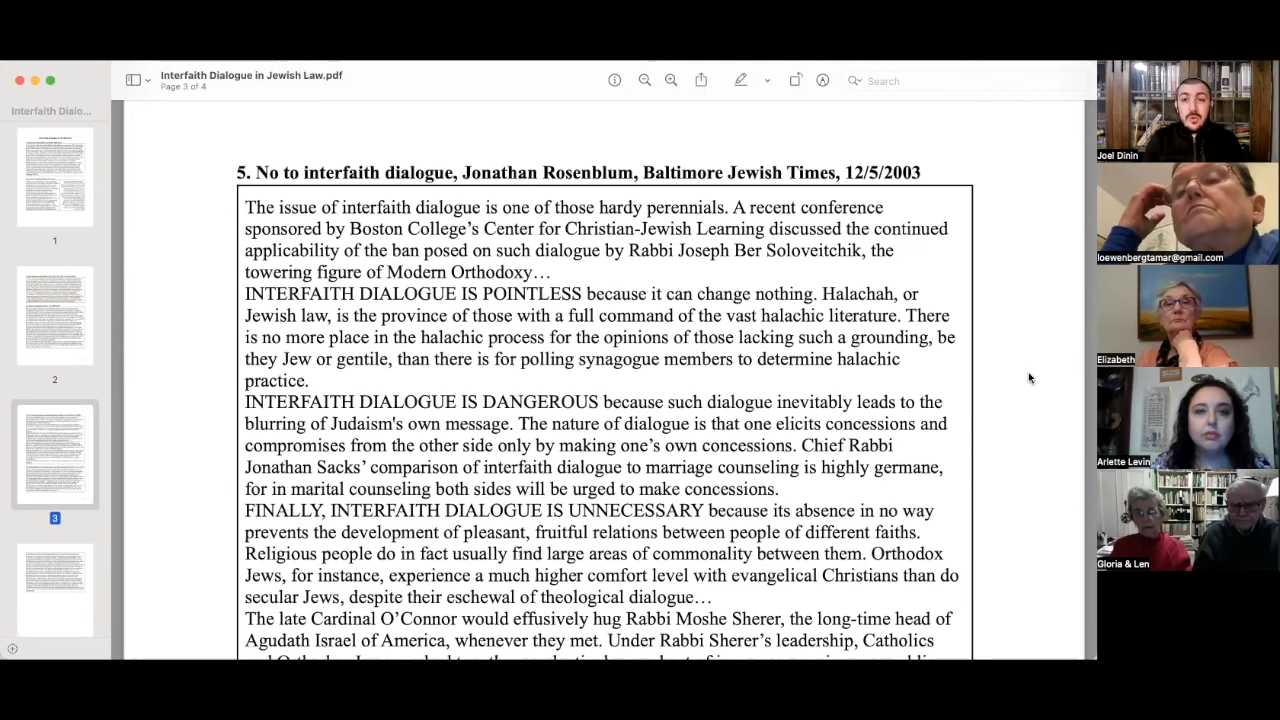 Interfaith Dialogue in Jewish Law.pdf
Page 3 of 4
Search
Interfaith Dialo...
1
2
3
5. No to interfaith dialogue, Jonathan Rosenblum, Baltimore Jewish Times, 12/5/2003
The issue of interfaith dialogue is one of those hardy perennials. A recent conference
sponsored by Boston College’s Center for Christian-Jewish Learning discussed the continued
applicability of the ban posed on such dialogue by Rabbi Joseph Ber Soloveitchik, the
towering figure of Modern Orthodoxy…
INTERFAITH DIALOGUE IS POINTLESS because it can change nothing. Halachah, or
Jewish law, is the province of those with a full command of the vast halachic literature. There
is no more place in the halachic process for the opinions of those lacking such a grounding, be
they Jew or gentile, than there is for polling synagogue members to determine halachic
practice.
INTERFAITH DIALOGUE IS DANGEROUS because such dialogue inevitably leads to the
blurring of Judaism's own message. The nature of dialogue is that one elicits concessions and
compromises from the other side only by making one’s own concessions. Chief Rabbi
Jonathan Sacks’ comparison of interfaith dialogue to marriage counseling is highly germane,
for in marital counseling both sides will be urged to make concessions.
FINALLY, INTERFAITH DIALOGUE IS UNNECESSARY because its absence in no way
prevents the development of pleasant, fruitful relations between people of different faiths.
Religious people do in fact usually find large areas of commonality between them. Orthodox
Jews, for instance, experience a much higher comfort level with evangelical Christians than do
secular Jews, despite their eschewal of theological dialogue…
The late Cardinal O’Connor would effusively hug Rabbi Moshe Sherer, the long-time head of
Agudath Israel of America, whenever they met. Under Rabbi Sherer’s leadership, Catholics
Joel Dinin
loewenbergtamar@gmail.com
Elizabeth
Arlette Levin
Gloria & Len